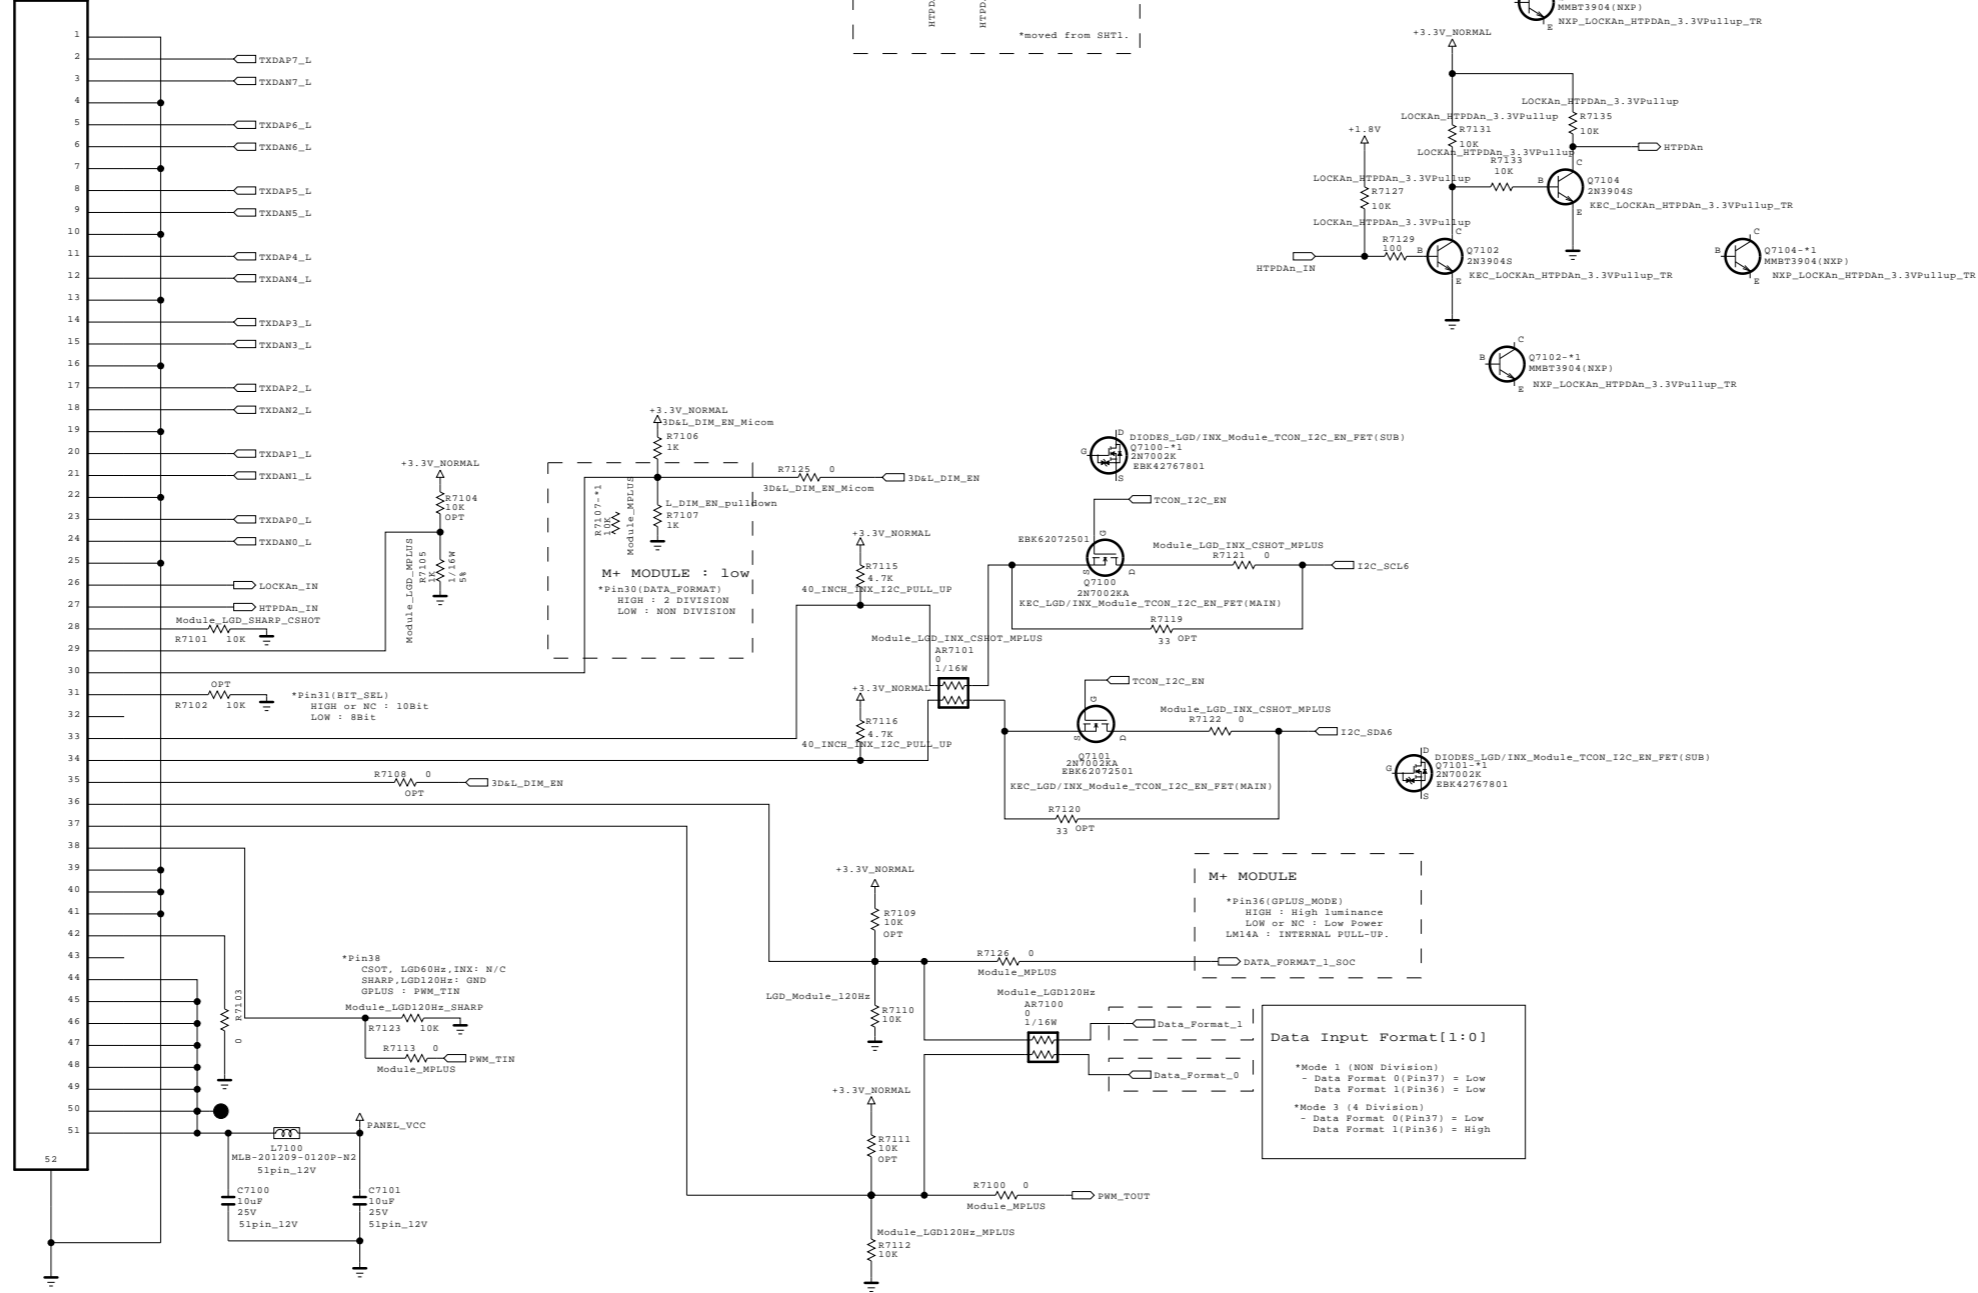 1
2
TXDAP7_L
3
TXDAN7_L
4
5
TXDAP6_L
6
TXDAN6_L
7
8
TXDAP5_L
9
TXDAN5_L
10
11
TXDAP4_L
12
TXDAN4_L
13
14
TXDAP3_L
15
TXDAN3_L
16
17
TXDAP2_L
18
TXDAN2_L
19
20
TXDAP1_L
21
TXDAN1_L
22
23
TXDAP0_L
24
TXDAN0_L
25
26
LOCKAn_IN
27
HTPDAn_IN
28
Module_LGD_SHARP_CSHOT
R7101 10K
29
30
31
OPT
R7102 10K
*Pin31(BIT_SEL)
HIGH or NC : 10Bit
LOW : 8Bit
32
33
34
35
R7108 0
OPT
3D&L_DIM_EN
36
37
38
39
40
41
42
43
44
45
46
47
48
49
50
51
52
R7103
0
*Pin38
CSOT, LGD60Hz,INX: N/C
SHARP,LGD120Hz: GND
GPLUS : PWM_TIN
Module_LGD120Hz_SHARP
R7123 10K
R7113 0
PWM_TIN
Module_MPLUS
PANEL_VCC
L7100
MLB-201209-0120P-N2
51pin_12V
C7100
10uF
25V
51pin_12V
C7101
10uF
25V
51pin_12V
+3.3V_NORMAL
R7104
10K
OPT
Module_LGD_MPLUS
R7105
1K
1/16W
5%
+3.3V_NORMAL
3D&L_DIM_EN_Micom
R7106
1K
R7125 0
3D&L_DIM_EN
3D&L_DIM_EN_Micom
R7107-*1
10K
Module_MPLUS
L_DIM_EN_pulldown
R7107
1K
M+ MODULE : low
*Pin30(DATA_FORMAT)
HIGH : 2 DIVISION
LOW : NON DIVISION
HTPD
HTPD
*moved from SHT1.
+3.3V_NORMAL
R7115
4.7K
40_INCH_INX_I2C_PULL_UP
Module_LGD_INX_CSHOT_MPLUS
AR7101
0
1/16W
+3.3V_NORMAL
R7116
4.7K
40_INCH_INX_I2C_PULL_UP
D
DIODES_LGD/INX_Module_TCON_I2C_EN_FET(SUB)
Q7100-*1
G
2N7002K
EBK42767801
S
TCON_I2C_EN
G
EBK62072501
Module_LGD_INX_CSHOT_MPLUS
R7121 0
I2C_SCL6
S
D
Q7100
2N7002KA
KEC_LGD/INX_Module_TCON_I2C_EN_FET(MAIN)
R7119
33 OPT
TCON_I2C_EN
G
Module_LGD_INX_CSHOT_MPLUS
R7122 0
I2C_SDA6
S
D
Q7101
2N7002KA
EBK62072501
KEC_LGD/INX_Module_TCON_I2C_EN_FET(MAIN)
R7120
33 OPT
D
DIODES_LGD/INX_Module_TCON_I2C_EN_FET(SUB)
Q7101-*1
G
2N7002K
EBK42767801
S
MMBT3904(NXP)
E
NXP_LOCKAn_HTPDAn_3.3VPullup_TR
+3.3V_NORMAL
LOCKAn_HTPDAn_3.3VPullup
R7135
10K
LOCKAn_HTPDAn_3.3VPullup
R7131
10K
HTPDAn
LOCKAn_HTPDAn_3.3VPullup
R7133
10K
C
B
Q7104
2N3904S
E
KEC_LOCKAn_HTPDAn_3.3VPullup_TR
+1.8V
LOCKAn_HTPDAn_3.3VPullup
R7127
10K
LOCKAn_HTPDAn_3.3VPullup
R7129
100
HTPDAn_IN
C
B
Q7102
2N3904S
E
KEC_LOCKAn_HTPDAn_3.3VPullup_TR
C
B
Q7104-*1
MMBT3904(NXP)
E
NXP_LOCKAn_HTPDAn_3.3VPullup_TR
C
B
Q7102-*1
MMBT3904(NXP)
E
NXP_LOCKAn_HTPDAn_3.3VPullup_TR
+3.3V_NORMAL
R7109
10K
OPT
R7126 0
Module_MPLUS
DATA_FORMAT_1_SOC
M+ MODULE
*Pin36(GPLUS_MODE)
HIGH : High luminance
LOW or NC : Low Power
LM14A : INTERNAL PULL-UP.
LGD_Module_120Hz
R7110
10K
Module_LGD120Hz
AR7100
0
1/16W
Data_Format_1
Data_Format_0
Data Input Format[1:0]
*Mode 1 (NON Division)
- Data Format 0(Pin37) = Low
Data Format 1(Pin36) = Low
*Mode 3 (4 Division)
- Data Format 0(Pin37) = Low
Data Format 1(Pin36) = High
+3.3V_NORMAL
R7111
10K
OPT
R7100 0
Module_MPLUS
PWM_TOUT
Module_LGD120Hz_MPLUS
R7112
10K